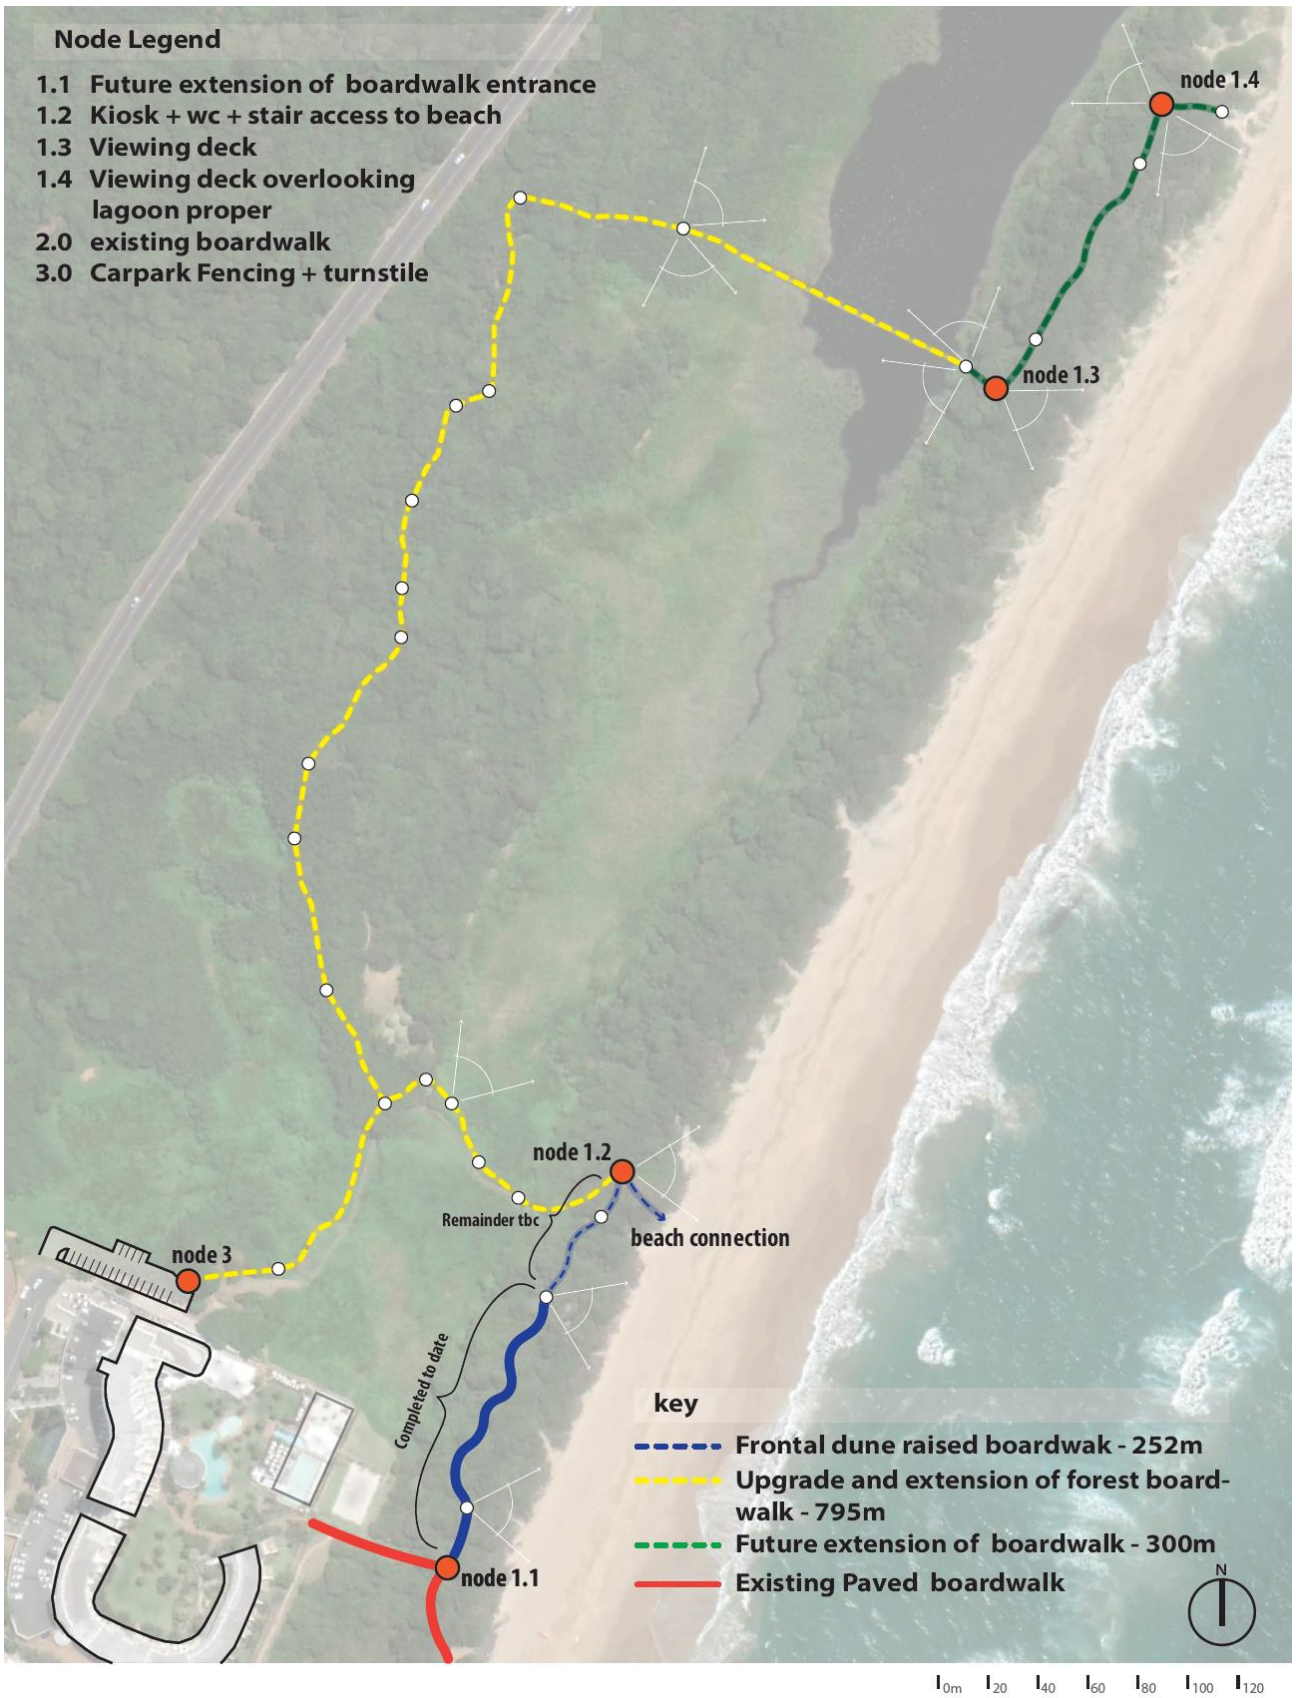 Node Legend
1.1 Future extension of boardwalk entrance
1.2 Kiosk + wc + stair access to beach
1.3 Viewing deck
1.4 Viewing deck overlooking
lagoon proper
2.0 existing boardwalk
3.0 Carpark Fencing + turnstile
node 1.4
node 1.3
node 1.2
Remainder tbc
beach connection
node 3
Completed to date
node 1.1
key
Frontal dune raised boardwak - 252m
Upgrade and extension of forest board-
walk - 795m
Future extension of boardwalk - 300m
Existing Paved boardwalk
N
0m 20 40 60 80 100 120